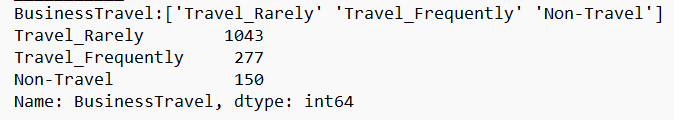 BusinessTravel:['Travel_Rarely' 'Travel_Frequently' 'Non-Travel']
Travel_Rarely        1043
Travel_Frequently     277
Non-Travel            150
Name: BusinessTravel, dtype: int64